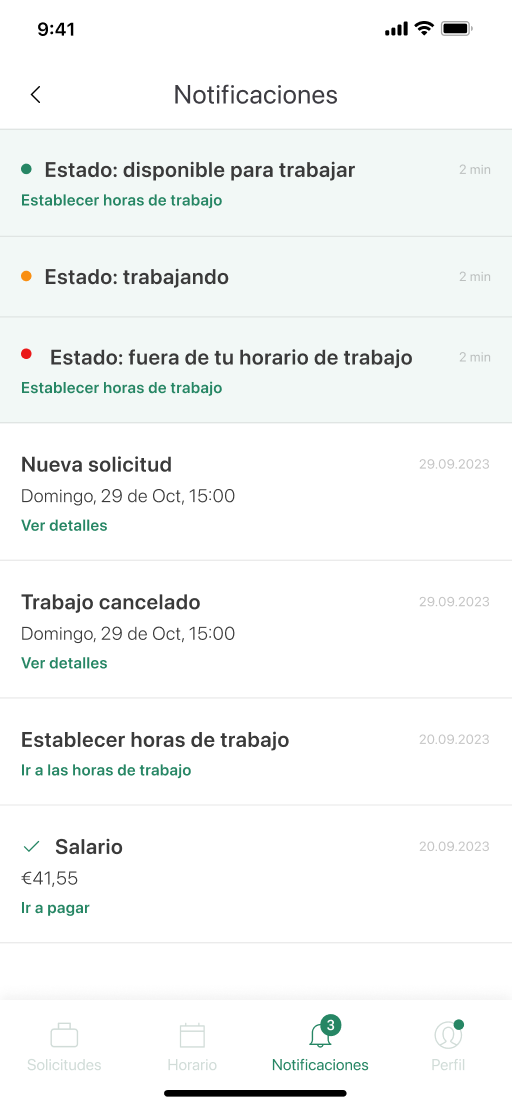 9:41
Notificaciones
Estado: disponible para trabajar 2 min
Establecer horas de trabajo
Estado: trabajando 2 min
Estado: fuera de tu horario de trabajo 2 min
Establecer horas de trabajo
Nueva solicitud 29.09.2023
Domingo, 29 de Oct, 15:00
Ver detalles
Trabajo cancelado 29.09.2023
Domingo, 29 de Oct, 15:00
Ver detalles
Establecer horas de trabajo 20.09.2023
Ir a las horas de trabajo
Salario 20.09.2023
€41,55
Ir a pagar
3
Solicitudes Horario Notificaciones Perfil